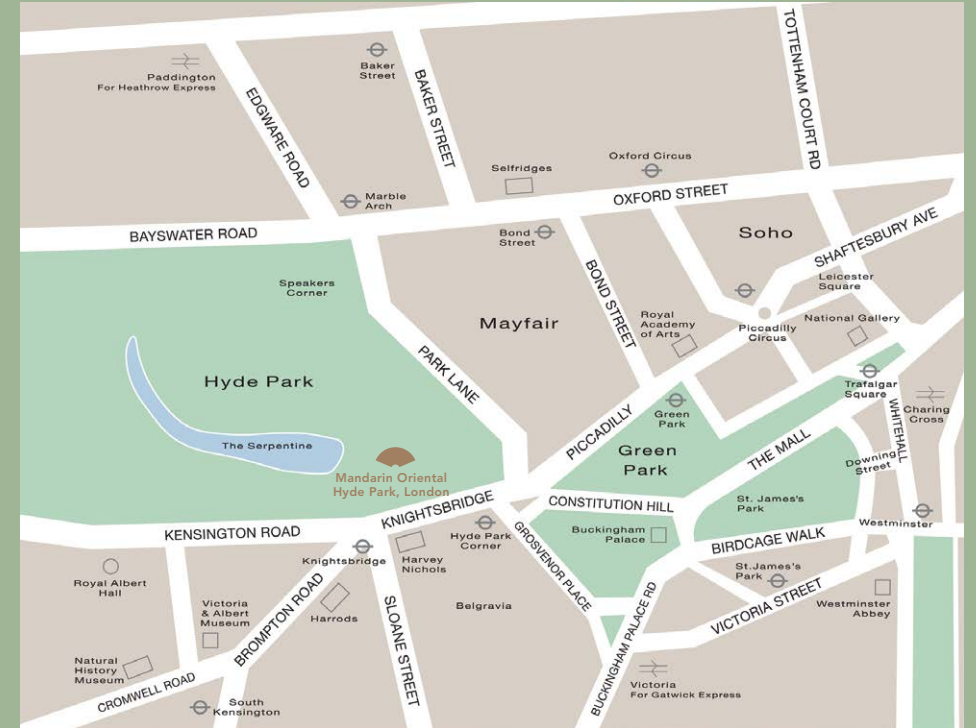 TOTTENHAM COURT RD
Paddington
For Heathrow Express
Baker
Street
EDGWARE ROAD
BAKER STREET
Selfridges
Oxford Circus
Marble
Arch
OXFORD STREET
BAYSWATER ROAD
Bond
Street
Soho
SHAFTESBURY AVE
Speakers
Corner
BOND STREET
Leicester
Square
Mayfair
Royal
Academy
of Arts
National Gallery
Piccadilly
Circus
PARK LANE
Hyde Park
Trafalgar
Square
Charing
Cross
WHITEHALL
Green
Park
PICCADILLY
The Serpentine
Green
Park
THE MALL
Downing
Street
Mandarin Oriental
Hyde Park, London
KNIGHTSBRIDGE
CONSTITUTION HILL
St. James's
Park
Westminster
KENSINGTON ROAD
Hyde Park
Corner
Buckingham
Palace
BIRDCAGE WALK
Knightsbridge
Harvey
Nichols
GROSVENOR PLACE
St.James's
Park
Royal Albert
Hall
Victoria
& Albert
Museum
BROMPTON ROAD
Harrods
SLOANE STREET
Belgravia
BUCKINGHAM PALACE RD
VICTORIA STREET
Westminster
Abbey
Natural
History
Museum
CROMWELL ROAD
South
Kensington
Victoria
For Gatwick Express